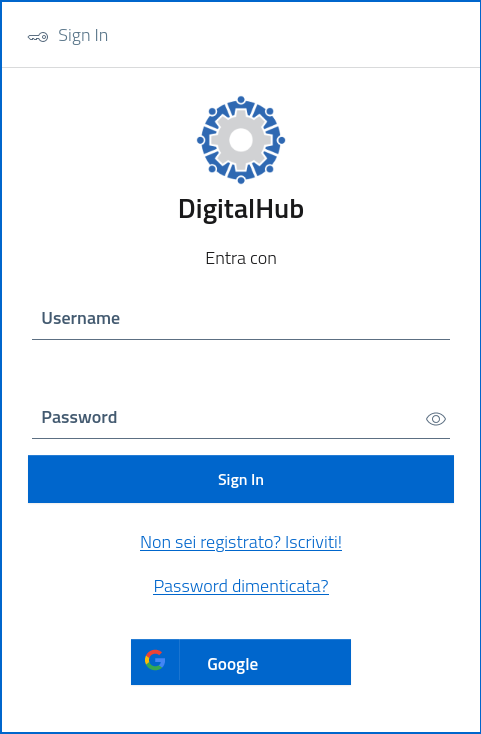 Sign In
DigitalHub
Entra con
Username
Password
Sign In
Non sei registrato? Iscriviti!
Password dimenticata?
Google